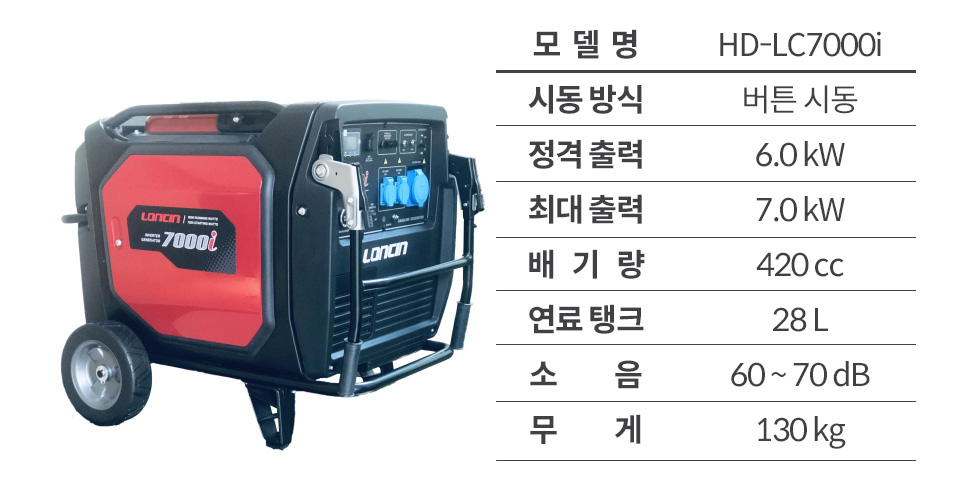 LONCIN
INVERTER
GENERATOR
7000i
LONCIN
모델명 HD-LC7000i
시동 방식 버튼 시동
정격 출력 6.0 kW
최대 출력 7.0 kW
배기량 420 cc
연료 탱크 28 L
소음 60 ~ 70 dB
무게 130 kg